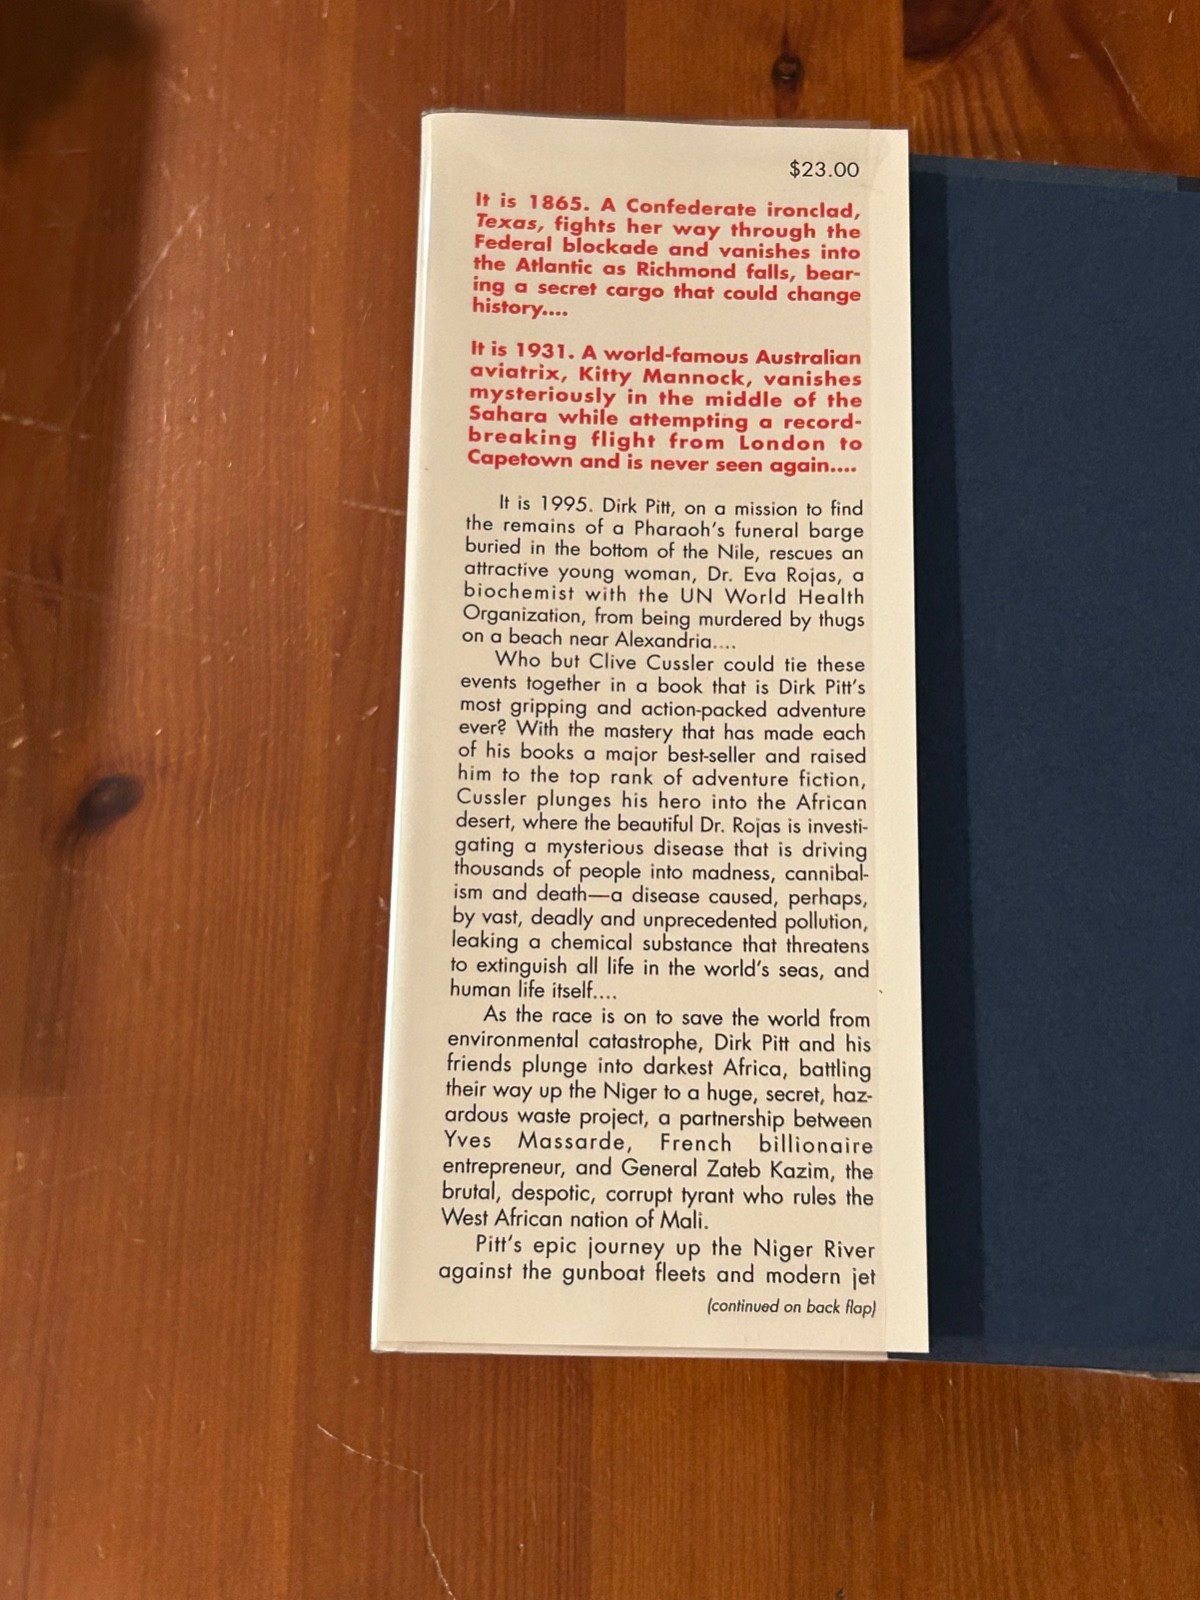 $23.00
It is 1865. A Confederate ironclad,
Texas, fights her way through the
Federal blockade and vanishes into
the Atlantic as Richmond falls, bear-
ing a secret cargo that could change
history....
It is 1931. A world-famous Australian
aviatrix, Kitty Mannock, vanishes
mysteriously in the middle of the
Sahara while attempting a record-
breaking flight from London to
Capetown and is never seen again....
It is 1995. Dirk Pitt, on a mission to find
the remains of a Pharaoh's funeral barge
buried in the bottom of the Nile, rescues an
attractive young woman, Dr. Eva Rojas, a
biochemist with the UN World Health
Organization, from being murdered by thugs
on a beach near Alexandria....
Who but Clive Cussler could tie these
events together in a book that is Dirk Pitt's
most gripping and action-packed adventure
ever? With the mastery that has made each
of his books a major best-seller and raised
him to the top rank of adventure fiction,
Cussler plunges his hero into the African
desert, where the beautiful Dr. Rojas is investi-
gating a mysterious disease that is driving
thousands of people into madness, cannibal-
ism and death—a disease caused, perhaps,
by vast, deadly and unprecedented pollution,
leaking a chemical substance that threatens
to extinguish all life in the world's seas, and
human life itself....
As the race is on to save the world from
environmental catastrophe, Dirk Pitt and his
friends plunge into darkest Africa, battling
their way up the Niger to a huge, secret, haz-
ardous waste project, a partnership between
Yves Massarde, French billionaire
entrepreneur, and General Zateb Kazim, the
brutal, despotic, corrupt tyrant who rules the
West African nation of Mali.
Pitt's epic journey up the Niger River
against the gunboat fleets and modern jet
(continued on back flap)